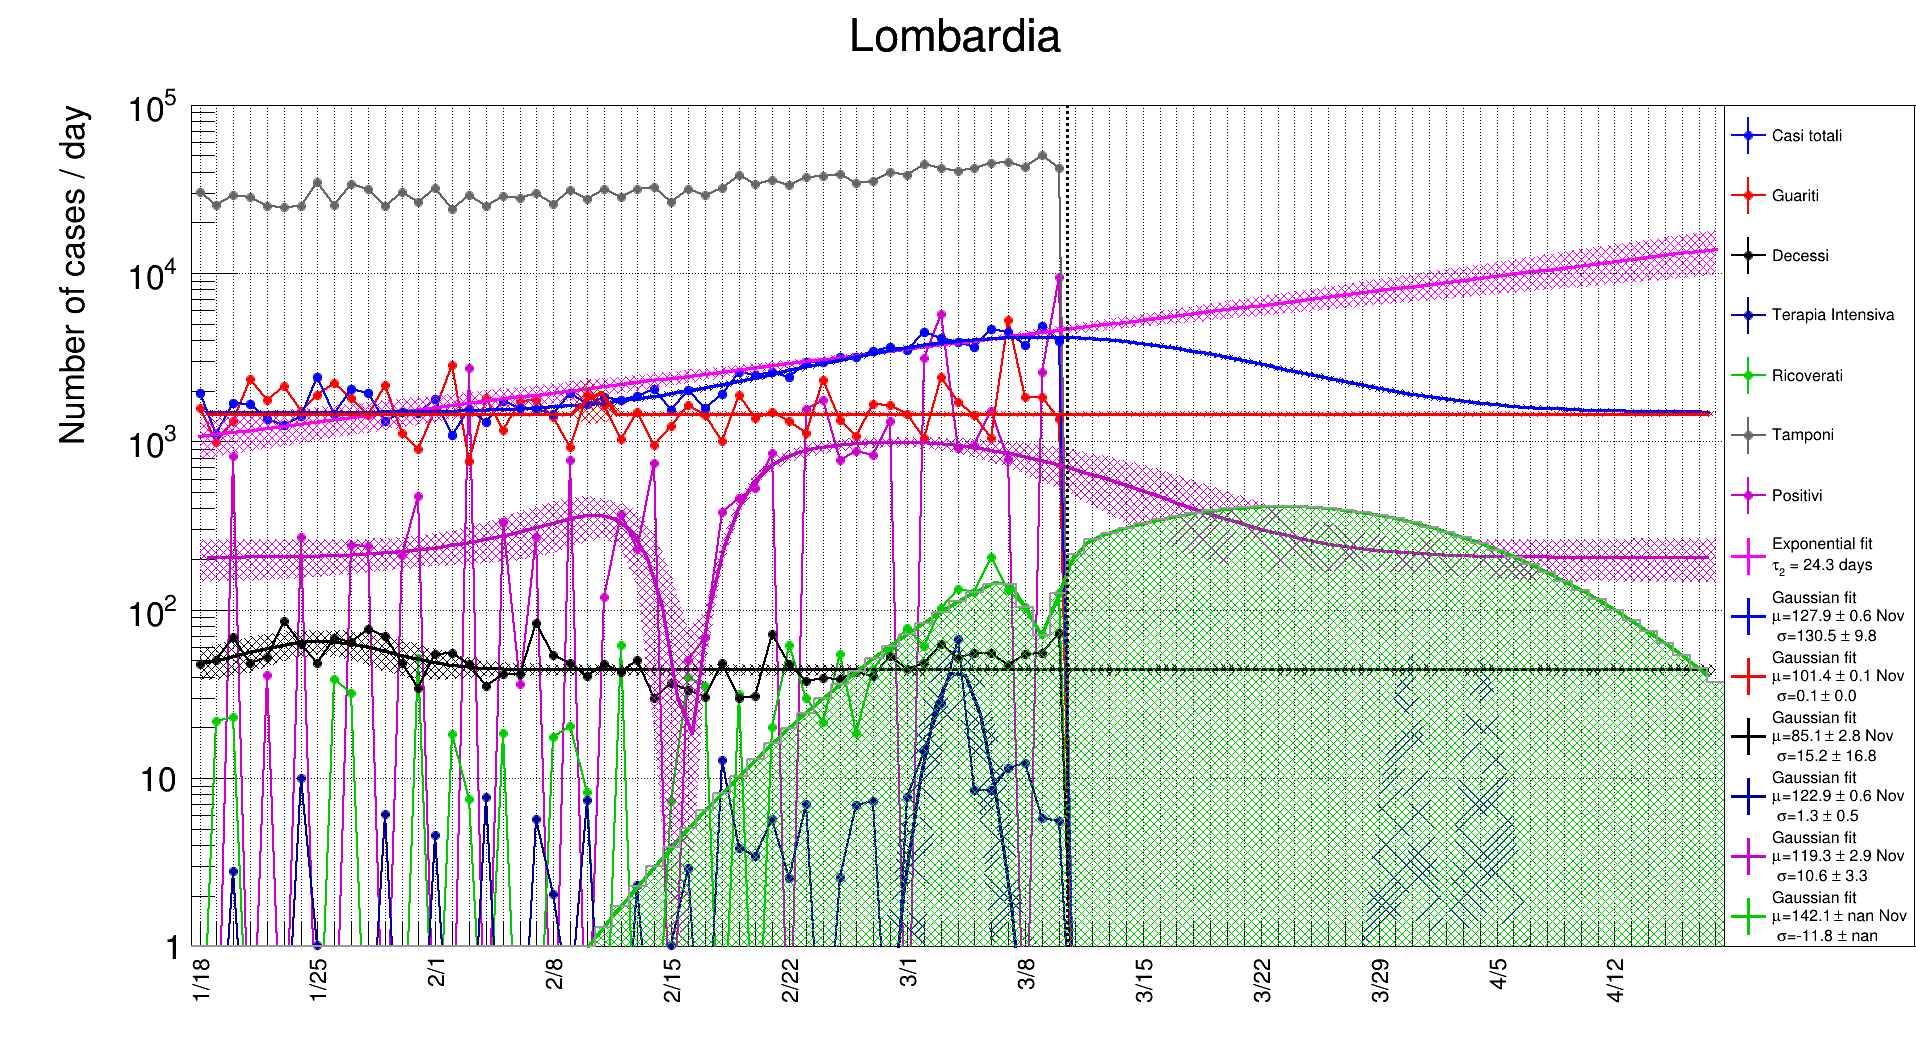 Lombardia
Number of cases / day
10^5
10^4
10^3
10^2
10
1
1/18
1/25
2/1
2/8
2/15
2/22
3/1
3/8
3/15
3/22
3/29
4/5
4/12
Casi totali
Guariti
Decessi
Terapia Intensiva
Ricoverati
Tamponi
Positivi
Exponential fit
τ₂ = 24.3 days
Gaussian fit
μ=127.9 ± 0.6 Nov
σ=130.5 ± 9.8
Gaussian fit
μ=101.4 ± 0.1 Nov
σ=0.1 ± 0.0
Gaussian fit
μ=85.1 ± 2.8 Nov
σ=15.2 ± 16.8
Gaussian fit
μ=122.9 ± 0.6 Nov
σ=1.3 ± 0.5
Gaussian fit
μ=119.3 ± 2.9 Nov
σ=10.6 ± 3.3
Gaussian fit
μ=142.1 ± nan Nov
σ=-11.8 ± nan